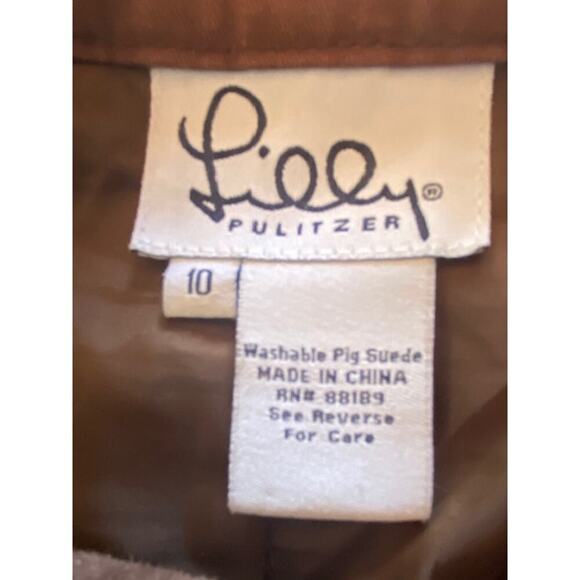 Lilly®
PULITZER
10
Washable Pig Suede
MADE IN CHINA
RN# 88189
See Reverse
For Care